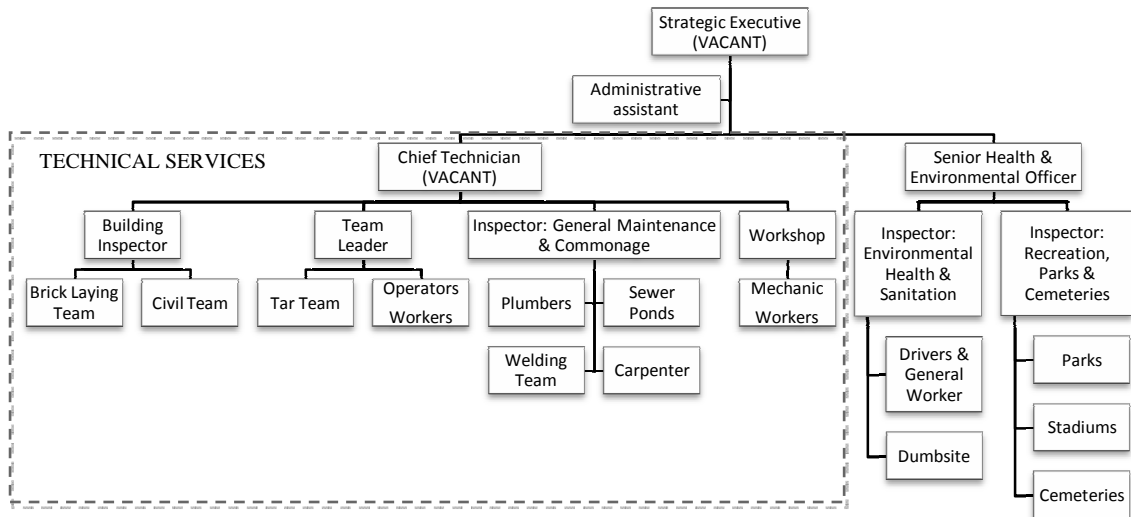 Strategic Executive
(VACANT)
Administrative
assistant
TECHNICAL SERVICES
Chief Technician
(VACANT)
Senior Health &
Environmental Officer
Building
Inspector
Team
Leader
Inspector: General Maintenance
& Commonage
Workshop
Inspector:
Environmental
Health &
Sanitation
Inspector:
Recreation,
Parks &
Cemeteries
Brick Laying
Team
Civil Team
Tar Team
Operators
Workers
Plumbers
Sewer
Ponds
Mechanic
Workers
Welding
Team
Carpenter
Drivers &
General
Worker
Parks
Dumbsite
Stadiums
Cemeteries